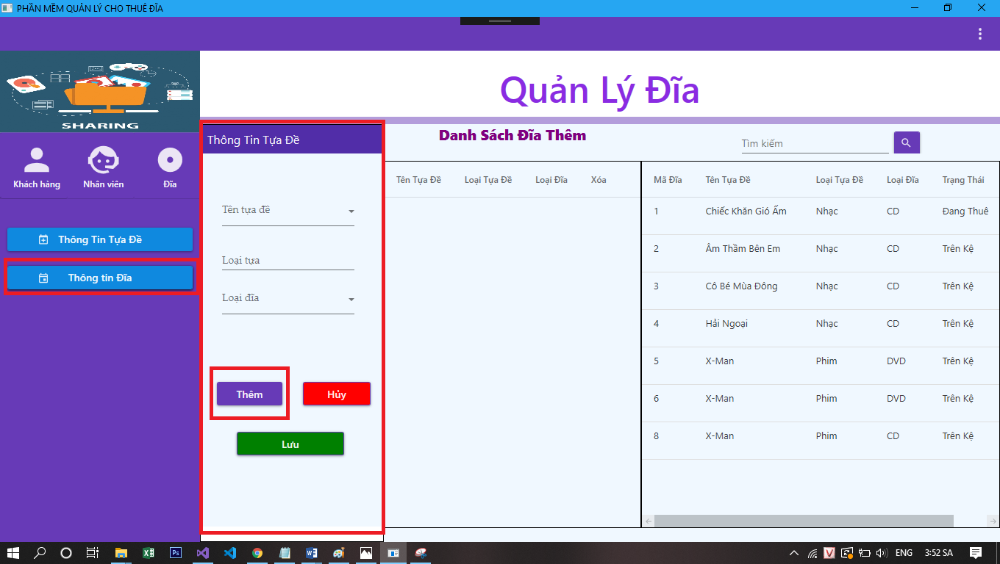 PHẦN MỀM QUẢN LÝ CHO THUÊ ĐĨA
SHARING
Khách hàng Nhân viên Đĩa
Thông Tin Tựa Đề
Thông tin Đĩa
Quản Lý Đĩa
Thông Tin Tựa Đề
Tên tựa đề
Loại tựa
Loại đĩa
Thêm Hủy
Lưu
Danh Sách Đĩa Thêm
Tìm kiếm
Tên Tựa Đề Loại Tựa Đề Loại Đĩa Xóa
Mã Đĩa Tên Tựa Đề Loại Tựa Đề Loại Đĩa Trạng Thái
1 Chiếc Khăn Gió Ấm Nhạc CD Đang Thuê
2 Âm Thầm Bên Em Nhạc CD Trên Kệ
3 Cô Bé Mùa Đông Nhạc CD Trên Kệ
4 Hải Ngoại Nhạc CD Trên Kệ
5 X-Man Phim DVD Trên Kệ
6 X-Man Phim DVD Trên Kệ
8 X-Man Phim CD Trên Kệ
Ps
V
ENG 3:52 SA